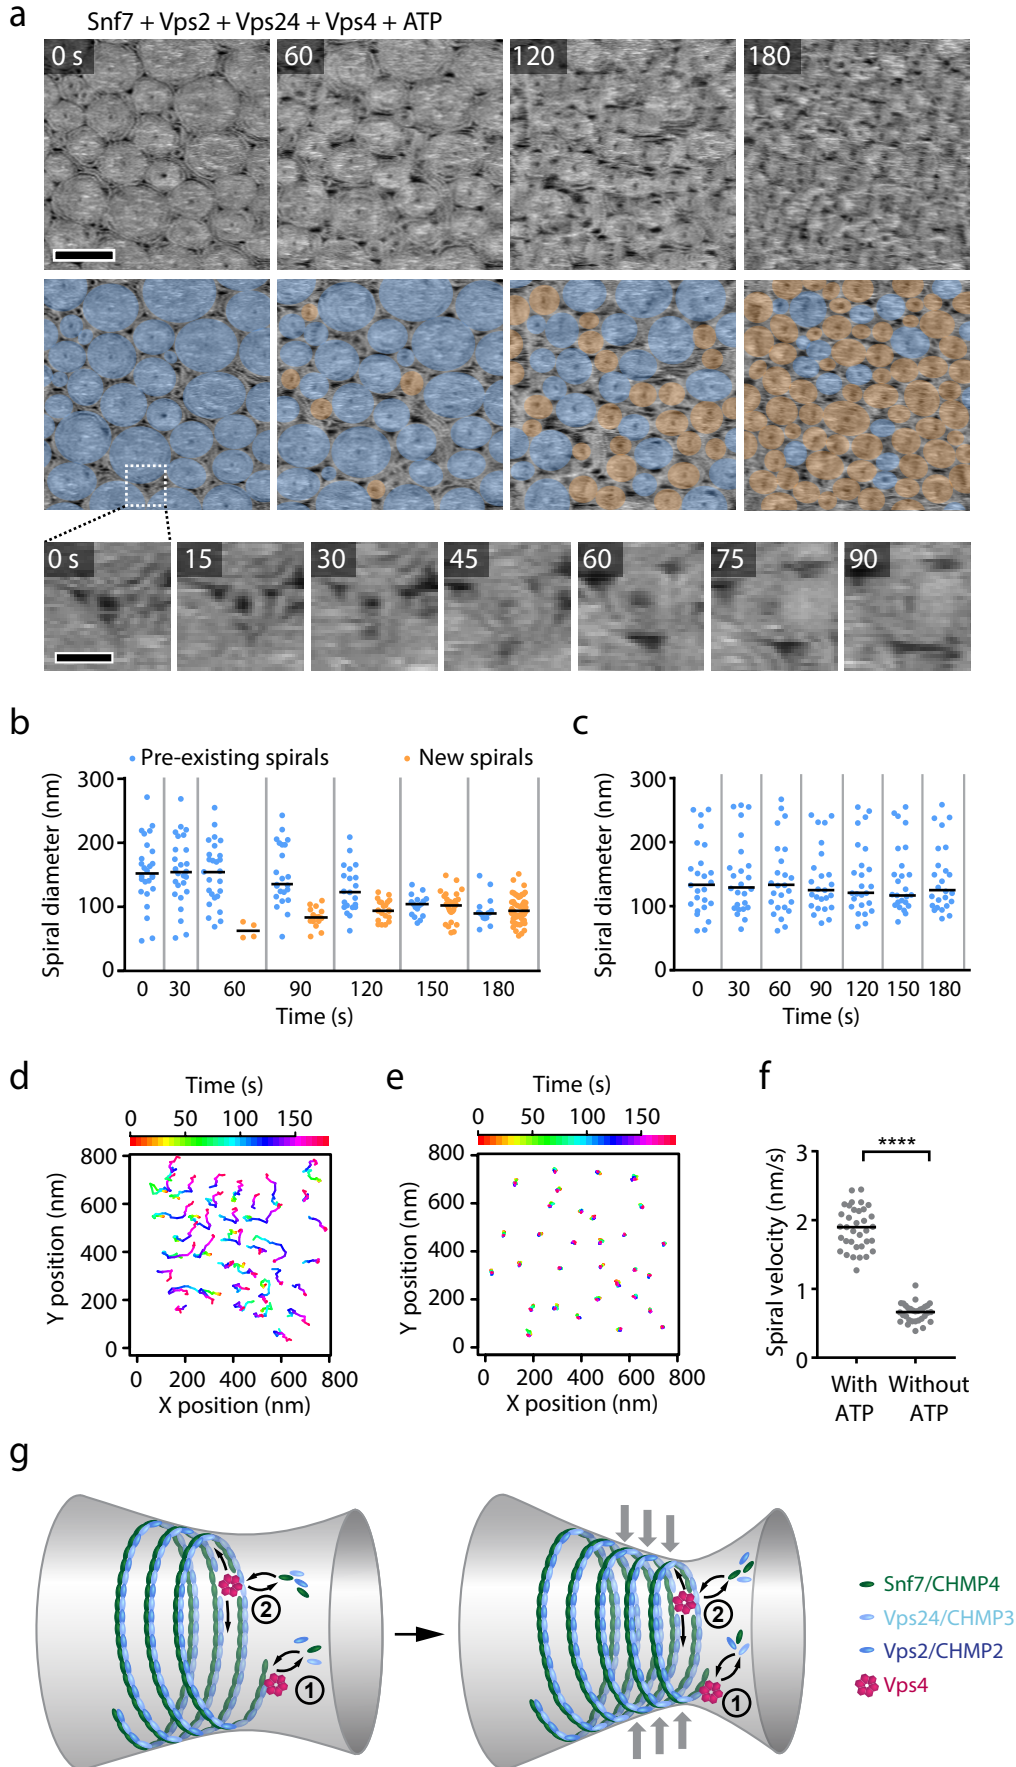 a
Snf7 + Vps2 + Vps24 + Vps4 + ATP
0 s
60
120
180
0 s
15
30
45
60
75
90
b
Pre-existing spirals
New spirals
Spiral diameter (nm)
300
200
100
0
0 30 60 90 120 150 180
Time (s)
c
Spiral diameter (nm)
300
200
100
0
0 30 60 90 120 150 180
Time (s)
d
Time (s)
0 50 100 150
Y position (nm)
800
600
400
200
0
0 200 400 600 800
X position (nm)
e
Time (s)
0 50 100 150
Y position (nm)
800
600
400
200
0
0 200 400 600 800
X position (nm)
f
****
Spiral velocity (nm/s)
3
2
1
0
With ATP
Without ATP
g
2
1
2
1
Snf7/CHMP4
Vps24/CHMP3
Vps2/CHMP2
Vps4